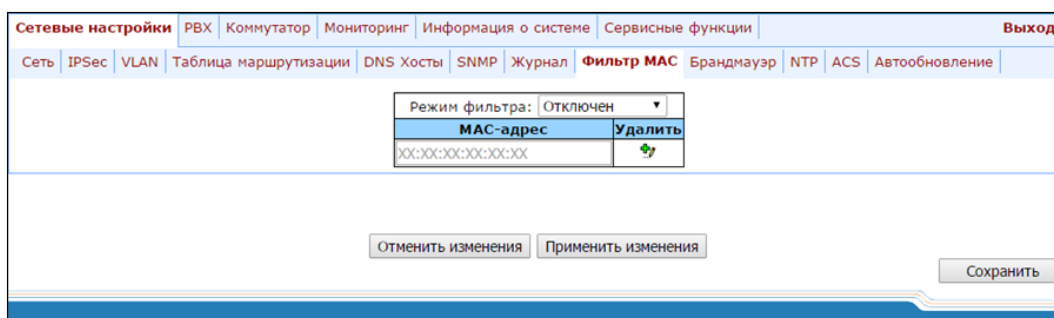 Сетевые настройки PBX Коммутатор Мониторинг Информация о системе Сервисные функции Выход
Сеть IPSec VLAN Таблица маршрутизации DNS Хосты SNMP Журнал Фильтр MAC Брандмауэр NTP ACS Автообновление
Режим фильтра: Отключен
MAC-адрес Удалить
XX:XX:XX:XX:XX:XX
Отменить изменения Применить изменения
Сохранить